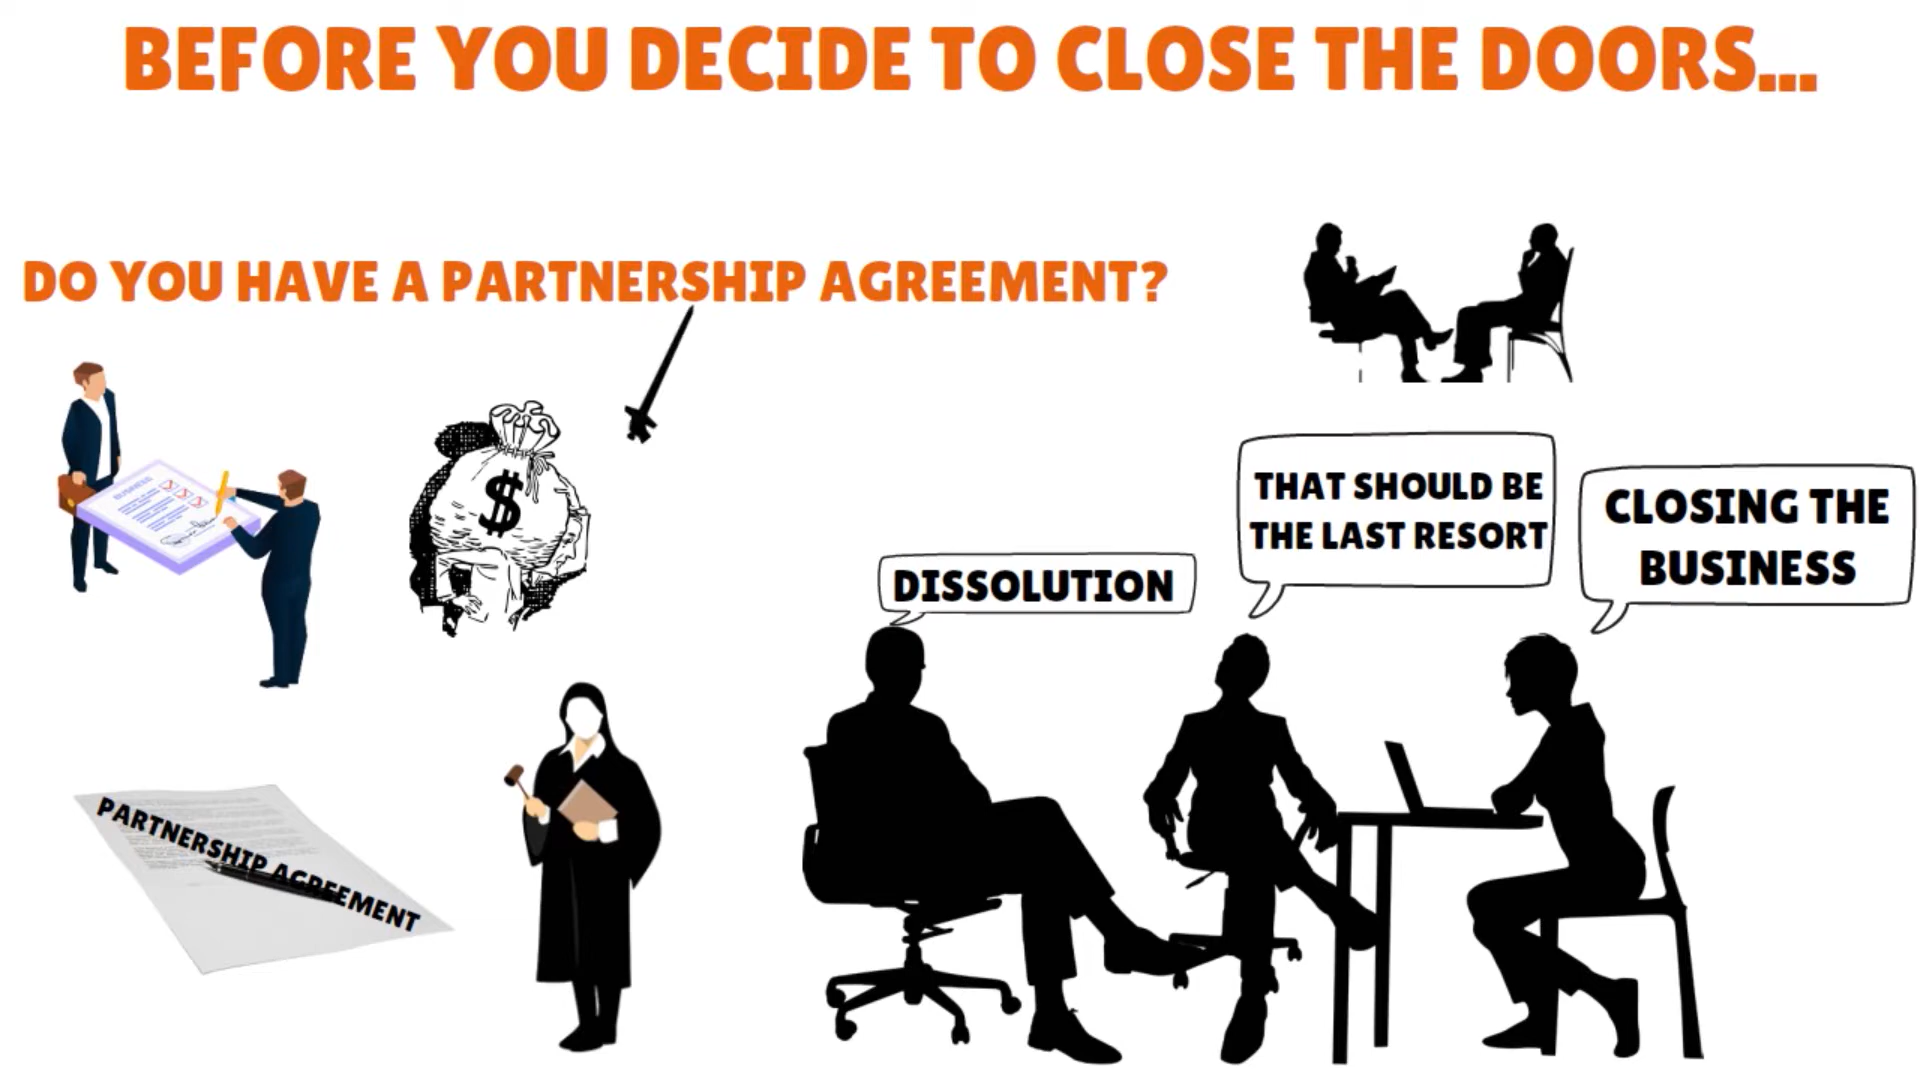 BEFORE YOU DECIDE TO CLOSE THE DOORS...
DO YOU HAVE A PARTNERSHIP AGREEMENT?
BUSINESS
$
DISSOLUTION
THAT SHOULD BE
THE LAST RESORT
CLOSING THE
BUSINESS
PARTNERSHIP AGREEMENT